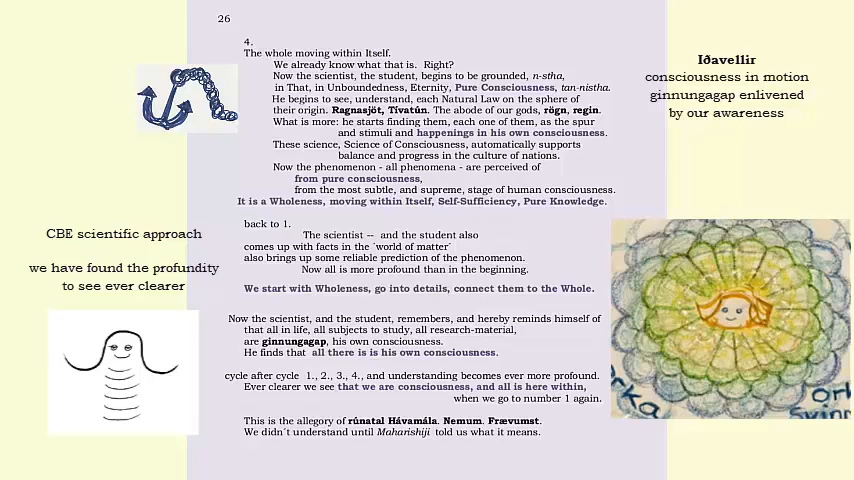 26
4.
The whole moving within Itself.
We already know what that is.  Right?
Now the scientist, the student, begins to be grounded, n-stha,
in That, in Unboundedness, Eternity, Pure Consciousness, tan-nistha.
He begins to see, understand, each Natural Law on the sphere of
their origin. Ragnasjöt, Tívatún. The abode of our gods, rögn, regin.
What is more: he starts finding them, each one of them, as the spur
and stimuli and happenings in his own consciousness.
These science, Science of Consciousness, automatically supports
balance and progress in the culture of nations.
Now the phenomenon - all phenomena - are perceived of
from pure consciousness,
from the most subtle, and supreme, stage of human consciousness.
It is a Wholeness, moving within Itself, Self-Sufficiency, Pure Knowledge.
back to 1.
The scientist -- and the student also
comes up with facts in the ´world of matter´
also brings up some reliable prediction of the phenomenon.
Now all is more profound than in the beginning.
We start with Wholeness, go into details, connect them to the Whole.
Now the scientist, and the student, remembers, and hereby reminds himself of
that all in life, all subjects to study, all research-material,
are ginnungagap, his own consciousness.
He finds that all there is is his own consciousness.
cycle after cycle 1., 2., 3., 4., and understanding becomes ever more profound.
Ever clearer we see that we are consciousness, and all is here within,
when we go to number 1 again.
This is the allegory of rúnatal Hávamála. Nemum. Frævumst.
We didn´t understand until Maharishiji told us what it means.
Iðavellir
consciousness in motion
ginnungagap enlivened
by our awareness
CBE scientific approach
we have found the profundity
to see ever clearer
orka
Ork
Svinn